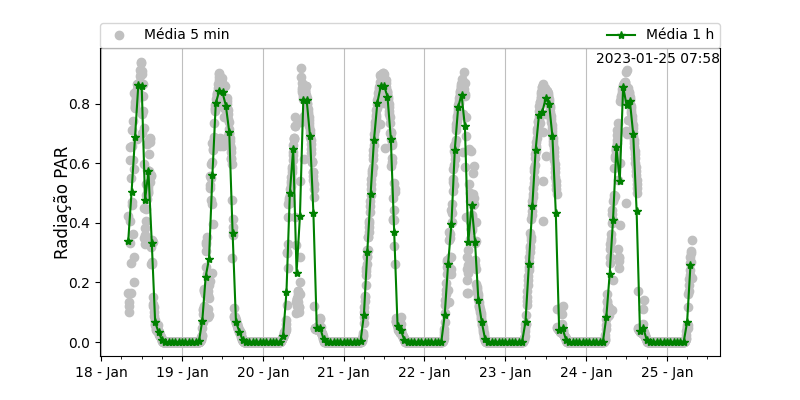 Média 5 min
Média 1 h
2023-01-25 07:58
Radiação PAR
0.8
0.6
0.4
0.2
0.0
18 - Jan
19 - Jan
20 - Jan
21 - Jan
22 - Jan
23 - Jan
24 - Jan
25 - Jan